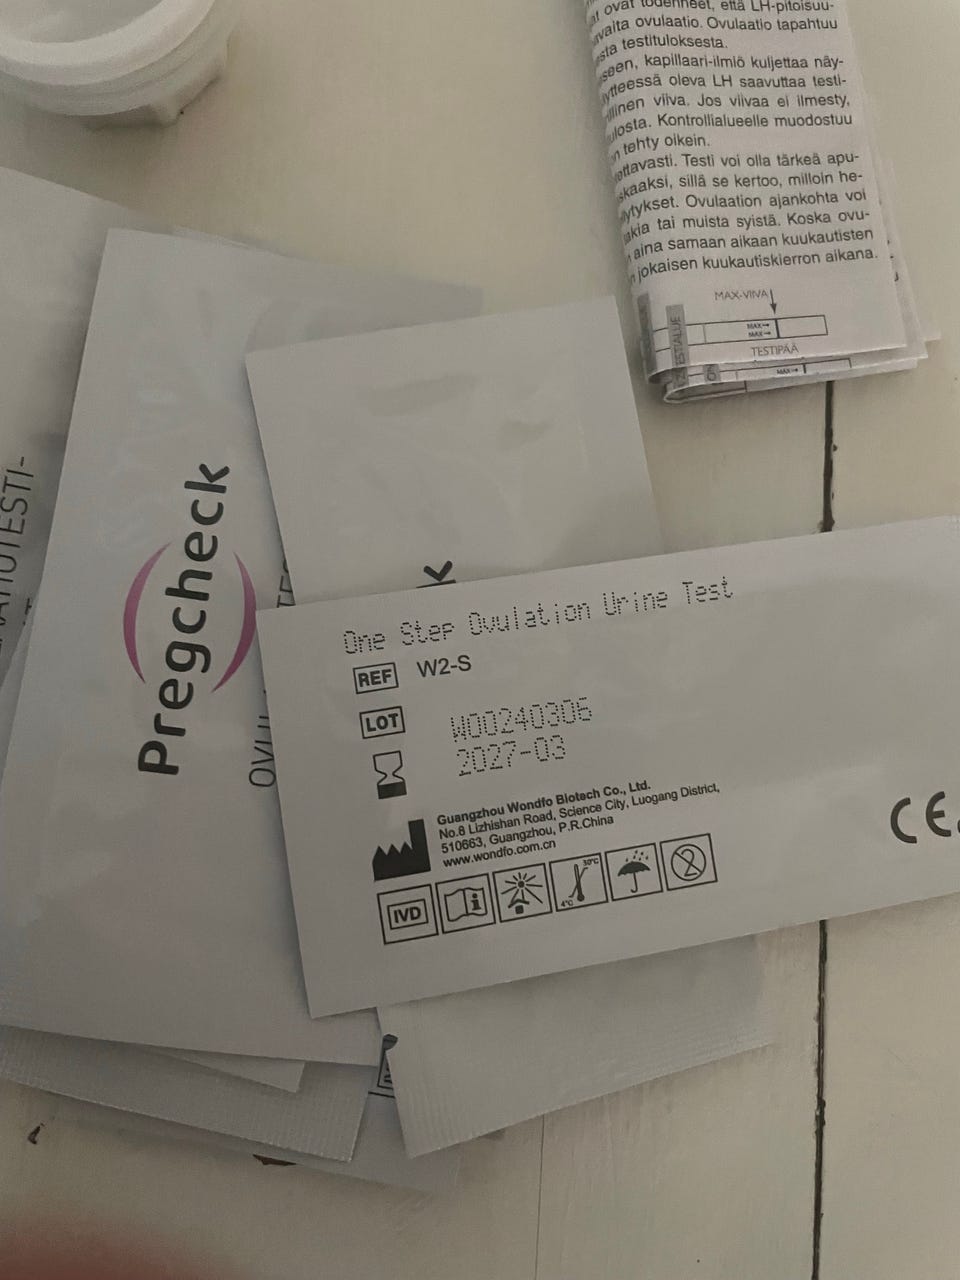 ovat todenneet, että LH-pitoisuu-
ovulaatio. Ovulaatio tapahtuu
testituloksesta.
kapillaari-ilmiö kuljettaa näy-
oleva LH saavuttaa testi-
viiva. Jos viivaa ei ilmesty,
Kontrollialueelle muodostuu
tehty oikein.
Testi voi olla tärkeä apu-
sillä se kertoo, milloin he-
Ovulaation ajankohta voi
tai muista syistä. Koska ovu-
aina samaan aikaan kuukautisten
jokaisen kuukautiskierron aikana.
MAX-VIIVA
MAX
MAX
TESTIPÄÄ
MAX
Pregcheck
k
One Step Ovulation Urine Test
REF W2-S
LOT W00240306
2027-03
Guangzhou Wondfo Biotech Co., Ltd.
No.8 Lizhishan Road, Science City, Luogang District,
510663, Guangzhou, P.R.China
www.wondfo.com.cn
IVD
i
4°C
30°C
2
CE